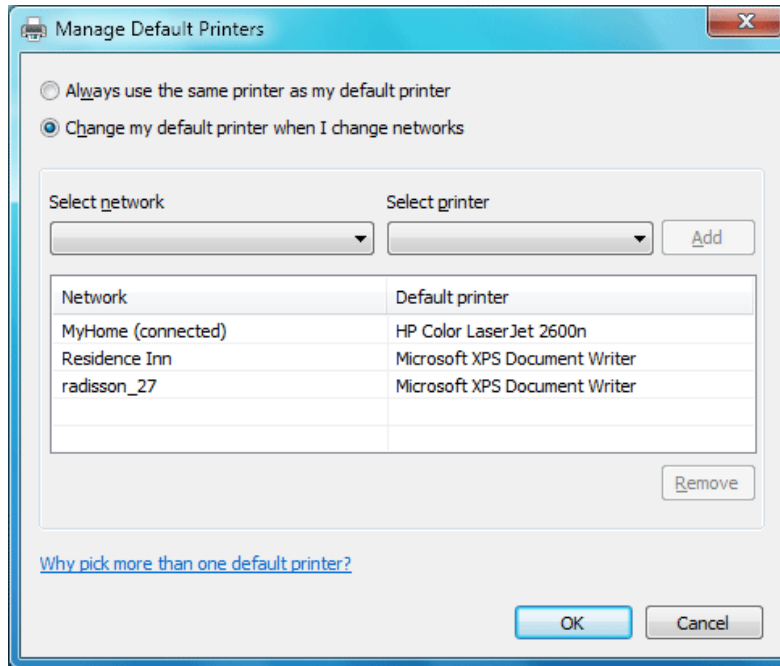 Manage Default Printers
Always use the same printer as my default printer
Change my default printer when I change networks
Select network Select printer
Add
Network Default printer
MyHome (connected) HP Color LaserJet 2600n
Residence Inn Microsoft XPS Document Writer
radisson_27 Microsoft XPS Document Writer
Remove
Why pick more than one default printer?
OK Cancel